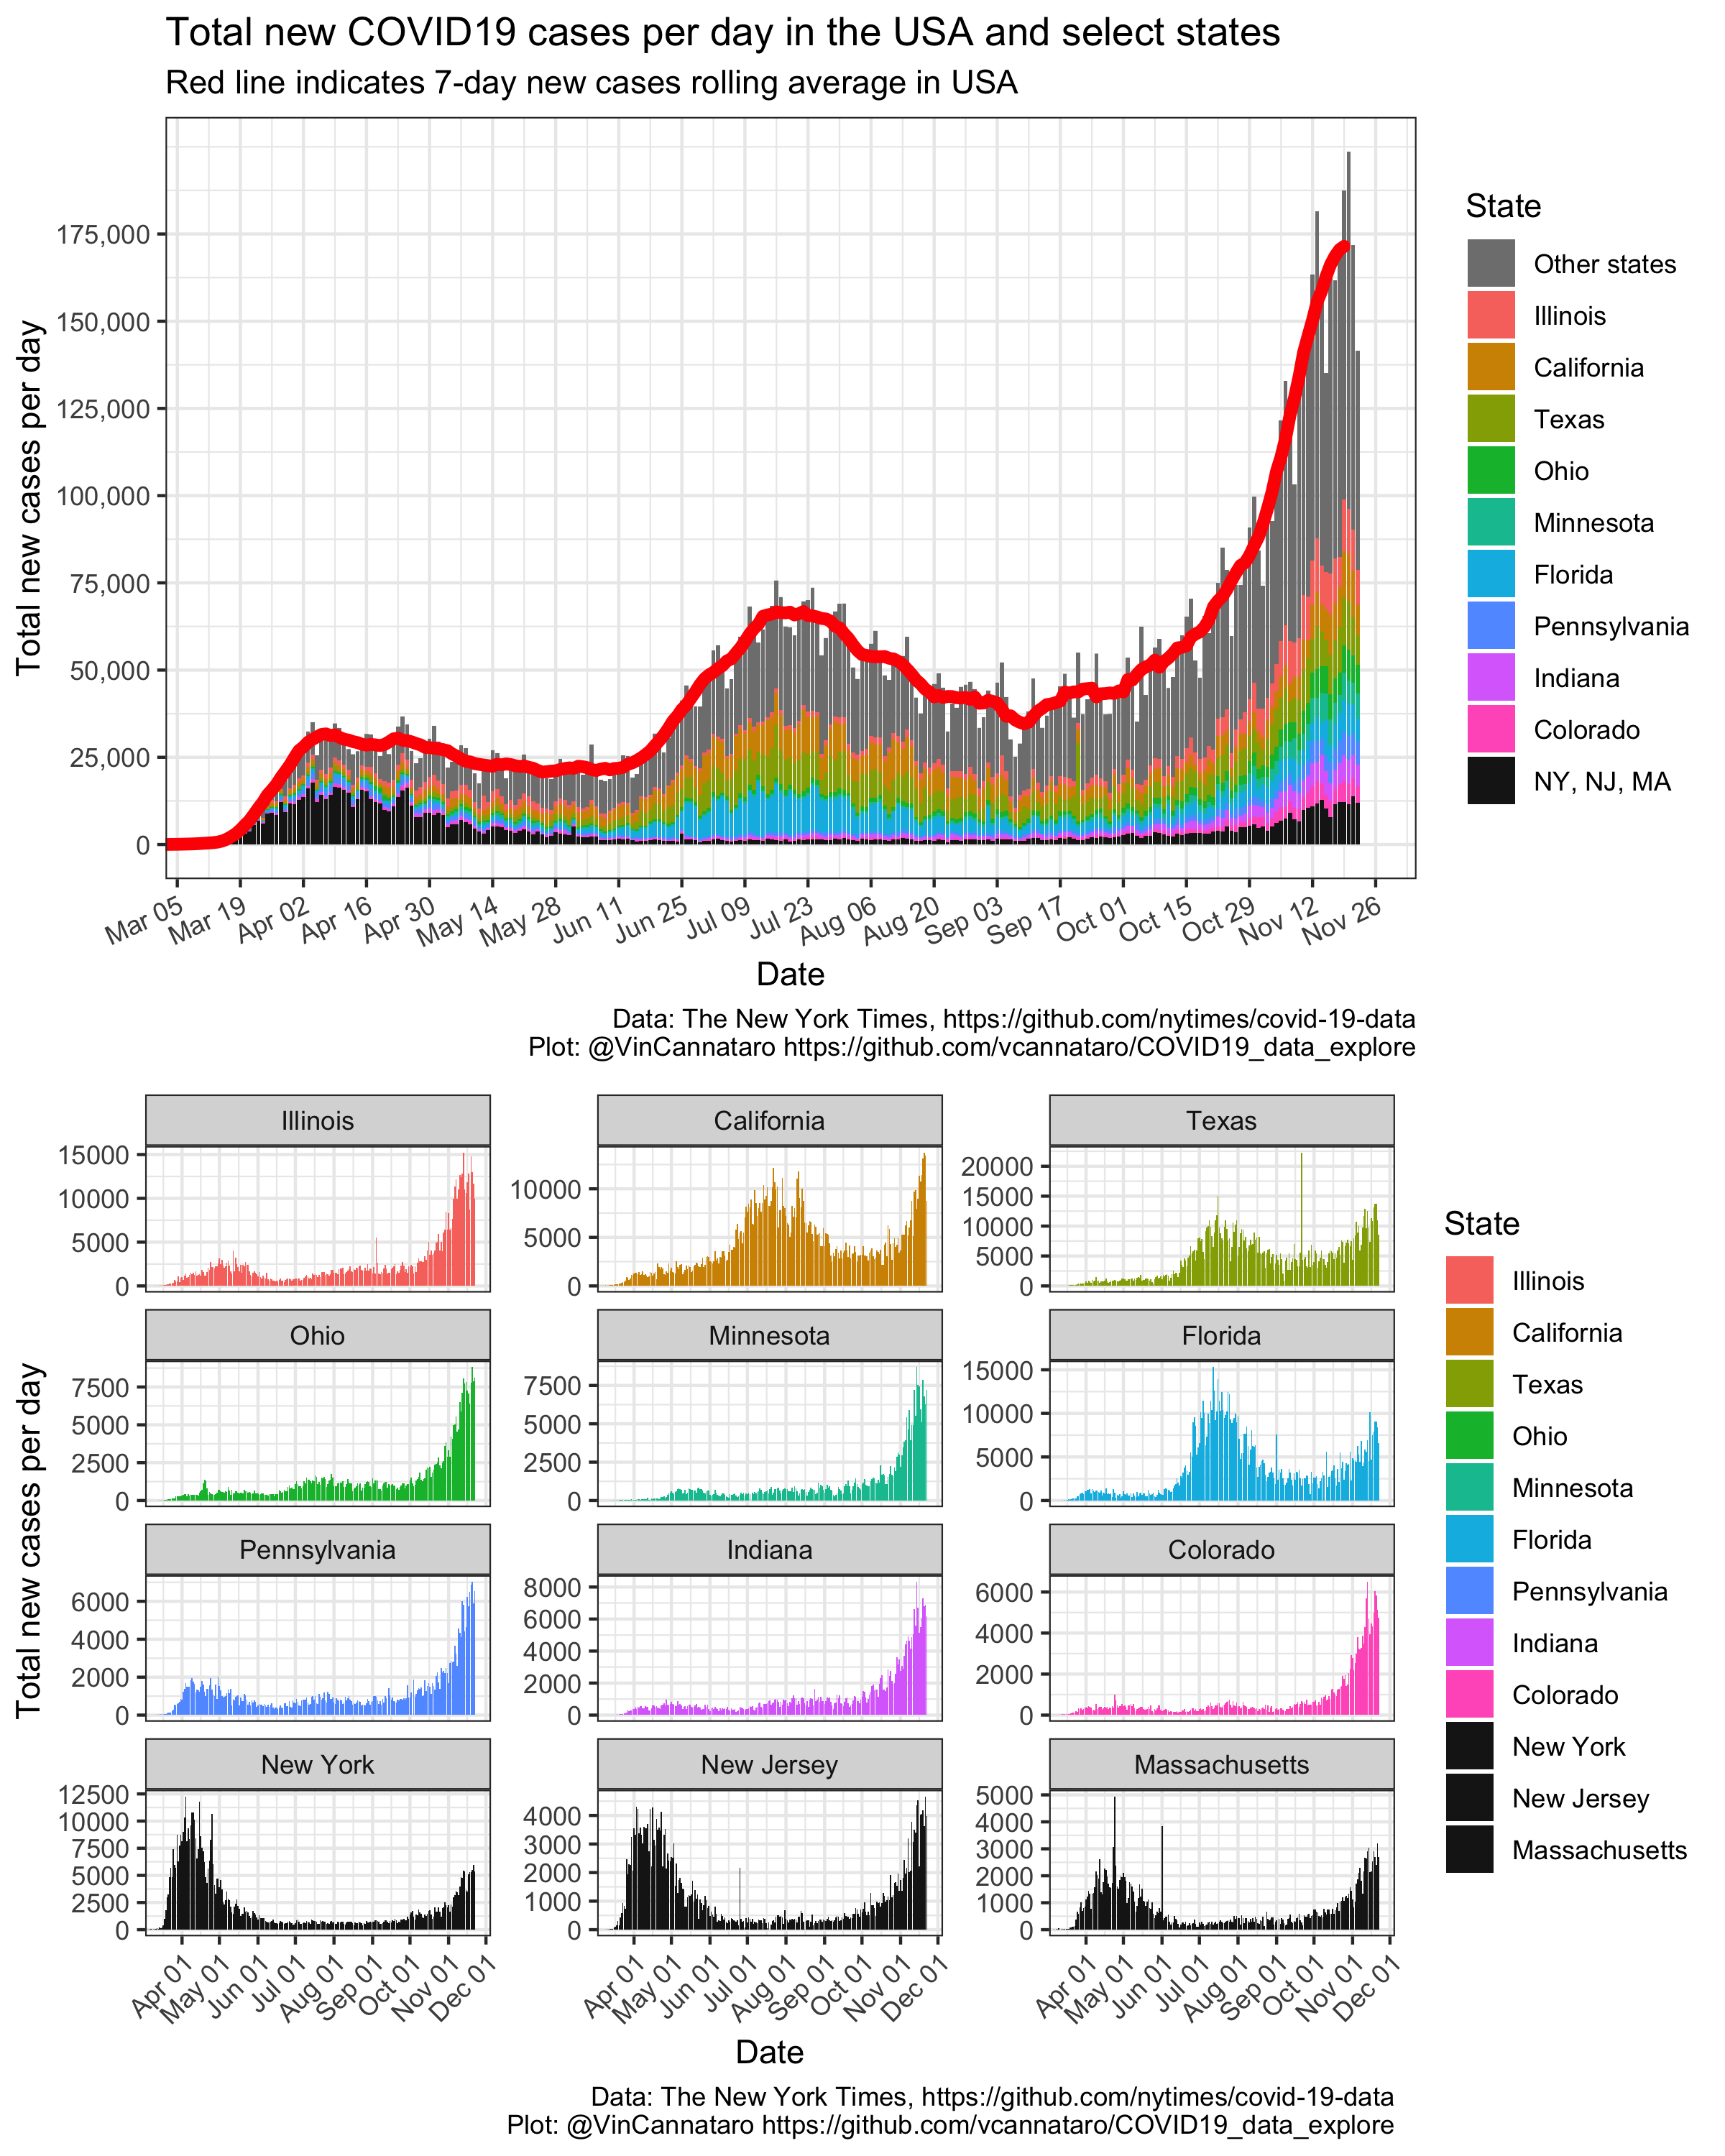 Total new COVID19 cases per day in the USA and select states
Red line indicates 7-day new cases rolling average in USA
Total new cases per day
175,000
150,000
125,000
100,000
75,000
50,000
25,000
0
Mar 05
Mar 19
Apr 02
Apr 16
Apr 30
May 14
May 28
Jun 11
Jun 25
Jul 09
Jul 23
Aug 06
Aug 20
Sep 03
Sep 17
Oct 01
Oct 15
Oct 29
Nov 12
Nov 26
Date
State
Other states
Illinois
California
Texas
Ohio
Minnesota
Florida
Pennsylvania
Indiana
Colorado
NY, NJ, MA
Data: The New York Times, https://github.com/nytimes/covid-19-data
Plot: @VinCannataro https://github.com/vcannataro/COVID19_data_explore
Total new cases per day
Illinois
15000
10000
5000
0
California
10000
5000
0
Texas
20000
15000
10000
5000
0
Ohio
7500
5000
2500
0
Minnesota
7500
5000
2500
0
Florida
15000
10000
5000
0
Pennsylvania
6000
4000
2000
0
Indiana
8000
6000
4000
2000
0
Colorado
6000
4000
2000
0
New York
12500
10000
7500
5000
2500
0
New Jersey
4000
3000
2000
1000
0
Massachusetts
5000
4000
3000
2000
1000
0
Apr 01
May 01
Jun 01
Jul 01
Aug 01
Sep 01
Oct 01
Nov 01
Dec 01
Apr 01
May 01
Jun 01
Jul 01
Aug 01
Sep 01
Oct 01
Nov 01
Dec 01
Apr 01
May 01
Jun 01
Jul 01
Aug 01
Sep 01
Oct 01
Nov 01
Dec 01
Date
State
Illinois
California
Texas
Ohio
Minnesota
Florida
Pennsylvania
Indiana
Colorado
New York
New Jersey
Massachusetts
Data: The New York Times, https://github.com/nytimes/covid-19-data
Plot: @VinCannataro https://github.com/vcannataro/COVID19_data_explore